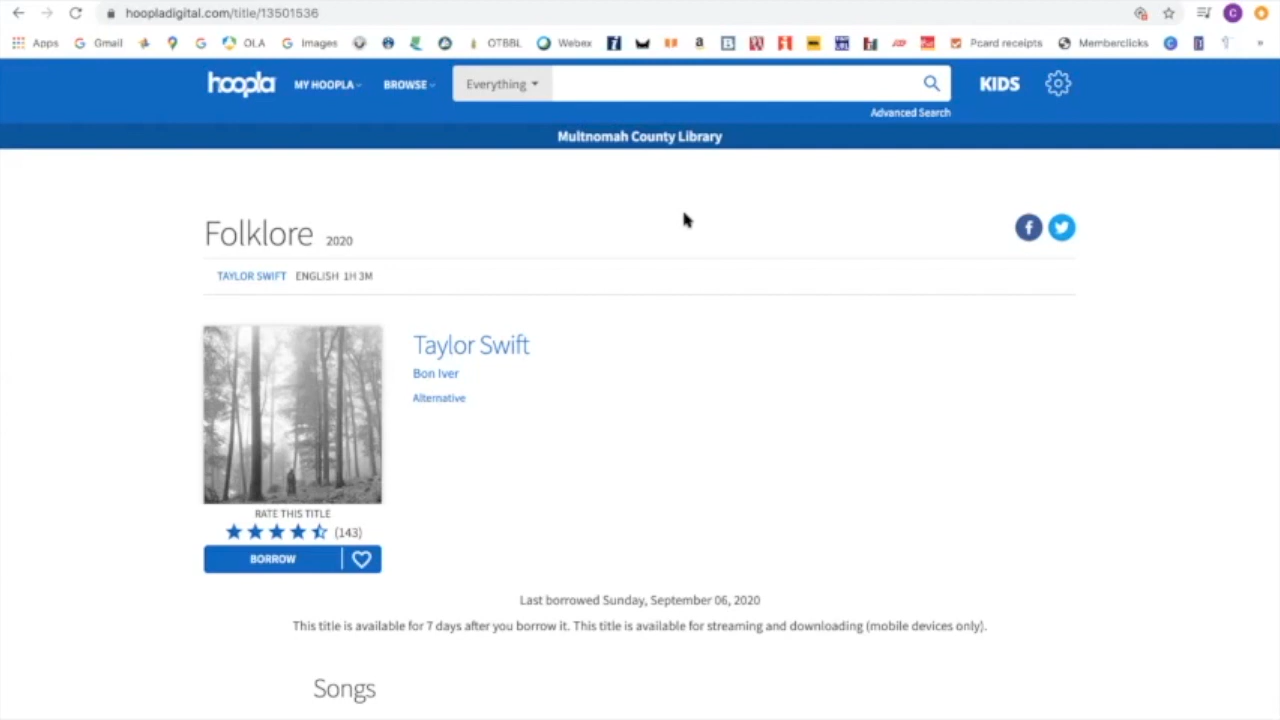 hoopladigital.com/title/13501536
C
Apps Gmail OLA Images OTBBL Webex Pcard receipts Memberclicks »
hoopla MY HOOPLA BROWSE Everything KIDS
Advanced Search
Multnomah County Library
Folklore 2020
TAYLOR SWIFT ENGLISH 1H 3M
Taylor Swift
Bon Iver
Alternative
RATE THIS TITLE
(143)
BORROW
Last borrowed Sunday, September 06, 2020
This title is available for 7 days after you borrow it. This title is available for streaming and downloading (mobile devices only).
Songs